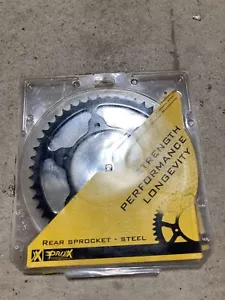 STRENGTH
PERFORMANCE
LONGEVITY
REAR SPROCKET - STEEL
PROX